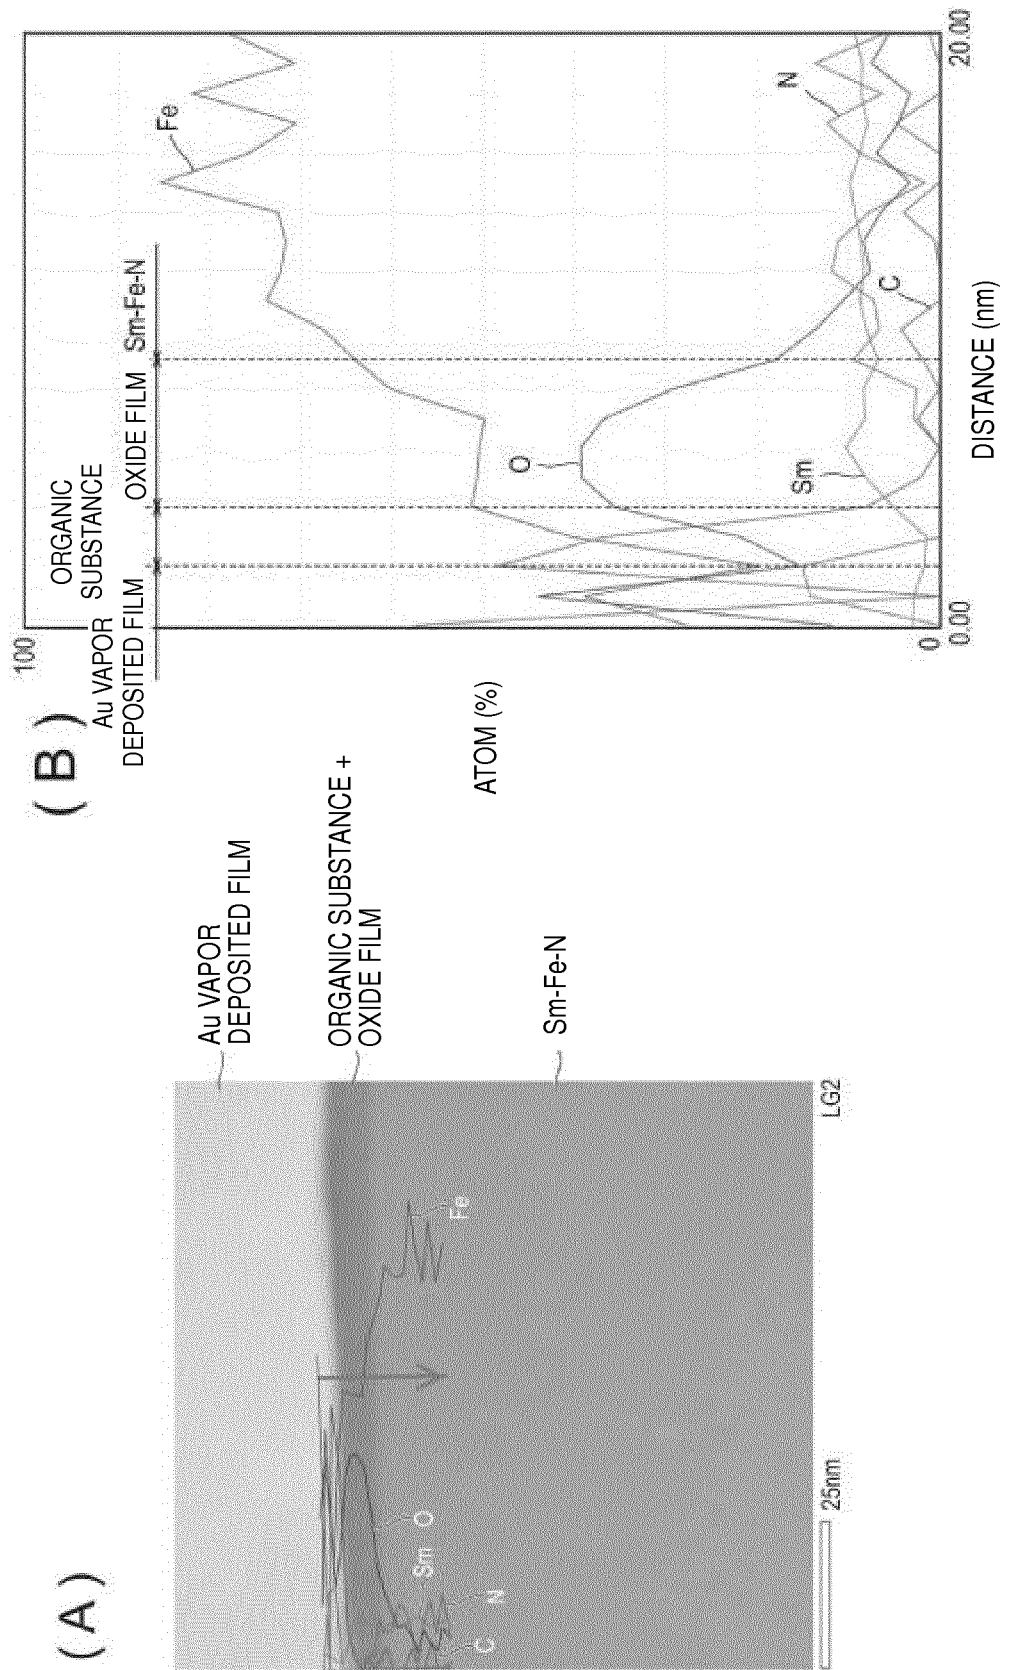 ( A )
Au VAPOR
DEPOSITED FILM
ORGANIC SUBSTANCE +
OXIDE FILM
Sm-Fe-N
Fe
O
Sm
N
C
25nm
LG2
( B )
100
Au VAPOR
DEPOSITED FILM
ORGANIC
SUBSTANCE
OXIDE FILM
Sm-Fe-N
Fe
O
Sm
C
N
ATOM (%)
0
0.00
20.00
DISTANCE (nm)